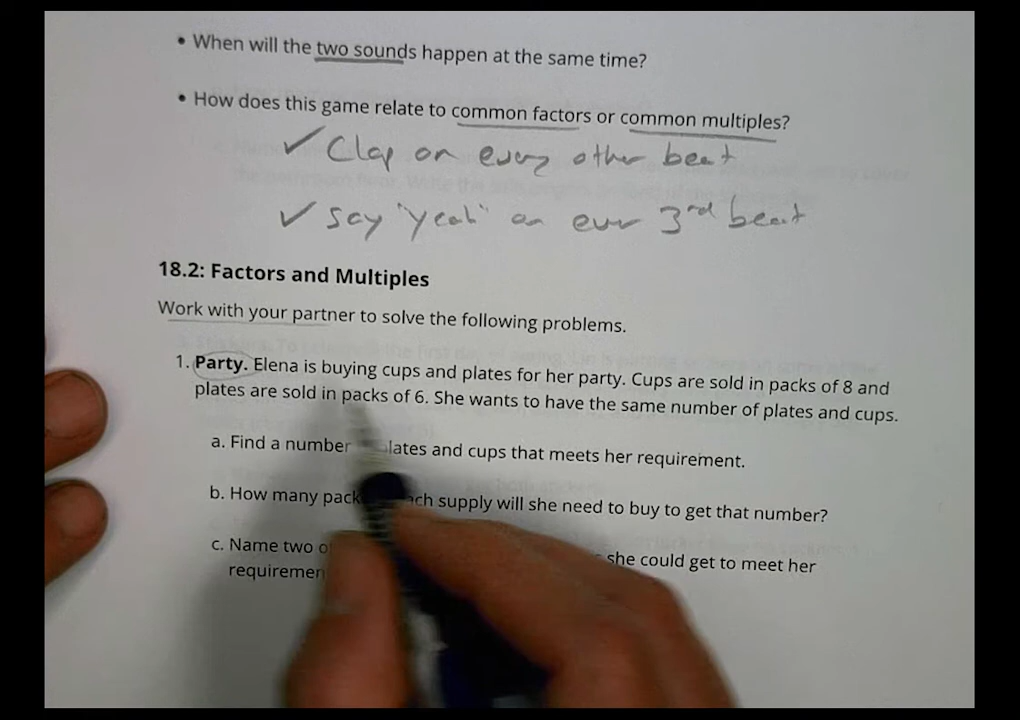 • When will the two sounds happen at the same time?
• How does this game relate to common factors or common multiples?
✓ Clap on every other beat
✓ say "yeah" on 3rd beat
18.2: Factors and Multiples
Work with your partner to solve the following problems.
1. Party. Elena is buying cups and plates for her party. Cups are sold in packs of 8 and
plates are sold in packs of 6. She wants to have the same number of plates and cups.
a. Find a number lates and cups that meets her requirement.
b. How many pack ch supply will she need to buy to get that number?
c. Name two o she could get to meet her
requiremen